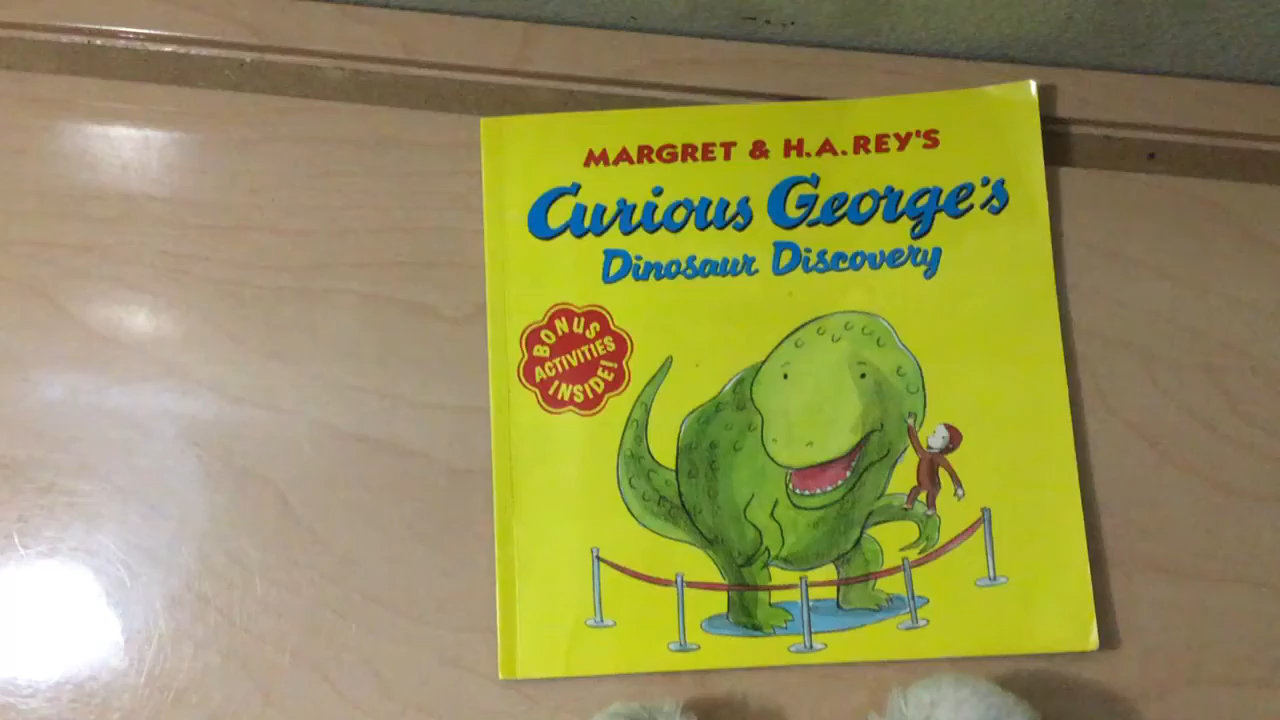 MARGRET & H.A.REY'S
Curious George's
Dinosaur Discovery
BONUS
ACTIVITIES
INSIDE!